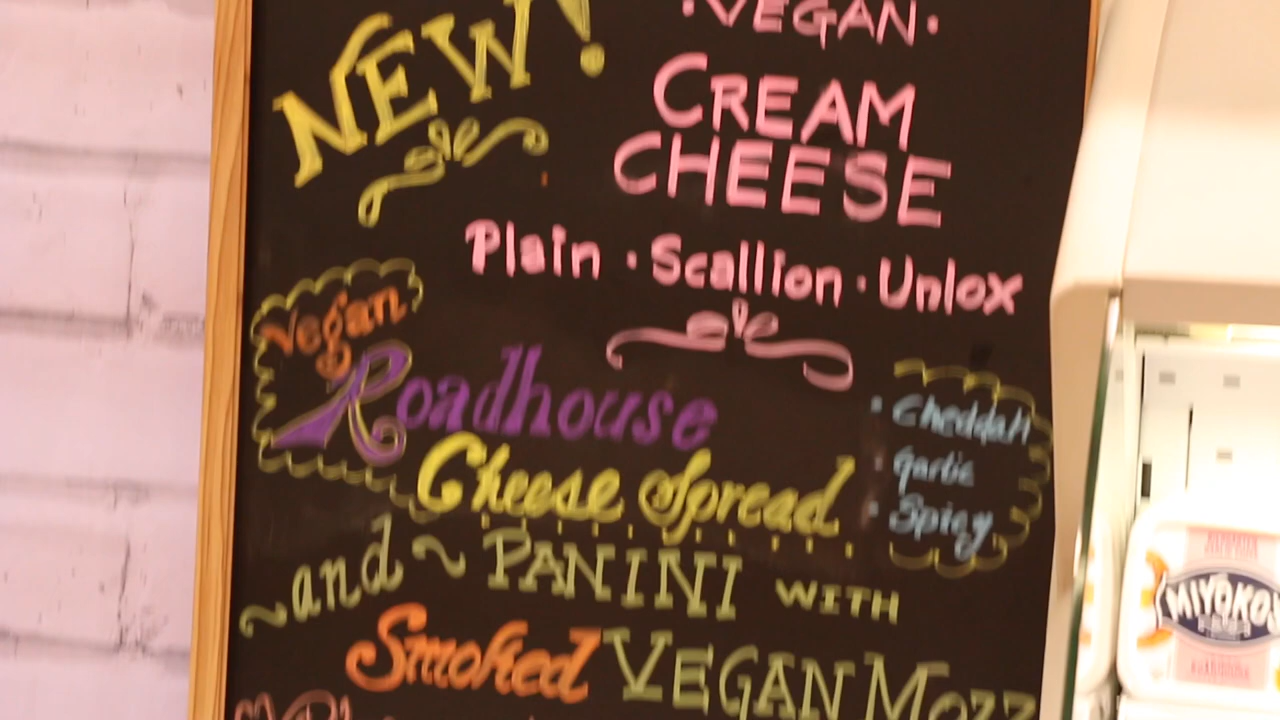 NEW!
·VEGAN·
CREAM
CHEESE
Plain · Scallion · Unlox
Vegan
Roadhouse
Cheese Spread
· Cheddah
· Garlic
· Spicy
~and~ PANINI WITH
Smoked VEGAN Mozz
MIYOKO'S